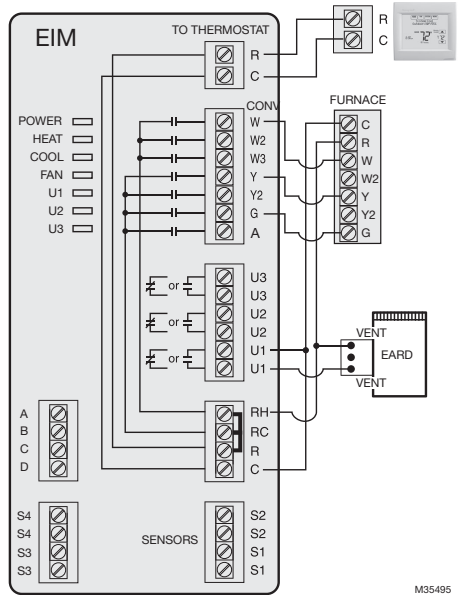 EIM
TO THERMOSTAT
R
C
R
C
POWER
HEAT
COOL
FAN
U1
U2
U3
CONV
W
W2
W3
Y
Y2
G
A
FURNACE
C
R
W
W2
Y
Y2
G
or
or
or
U3
U3
U2
U2
U1
U1
VENT
EARD
VENT
A
B
C
D
RH
RC
R
C
S4
S4
S3
S3
SENSORS
S2
S2
S1
S1
M35495